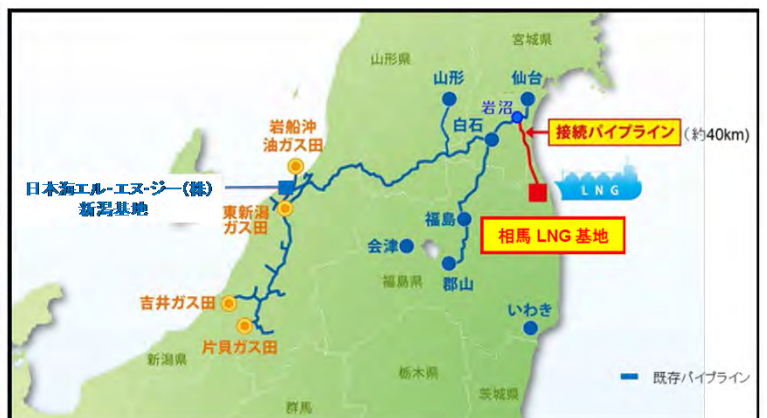 宮城県
山形県
山形
仙台
岩沼
岩船沖
油ガス田
白石
接続パイプライン
(約40km)
日本海エル・エヌ・ジー(株)
新潟基地
LNG
東新潟
ガス田
福島
相馬 LNG 基地
会津
福島県
郡山
吉井ガス田
いわき
片貝ガス田
新潟県
栃木県
既存パイプライン
茨城県
群馬